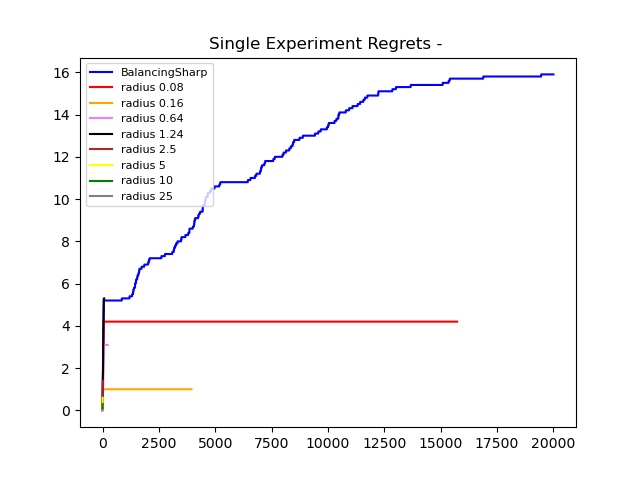 Single Experiment Regrets -
BalancingSharp
radius 0.08
radius 0.16
radius 0.64
radius 1.24
radius 2.5
radius 5
radius 10
radius 25
16
14
12
10
8
6
4
2
0
0 2500 5000 7500 10000 12500 15000 17500 20000